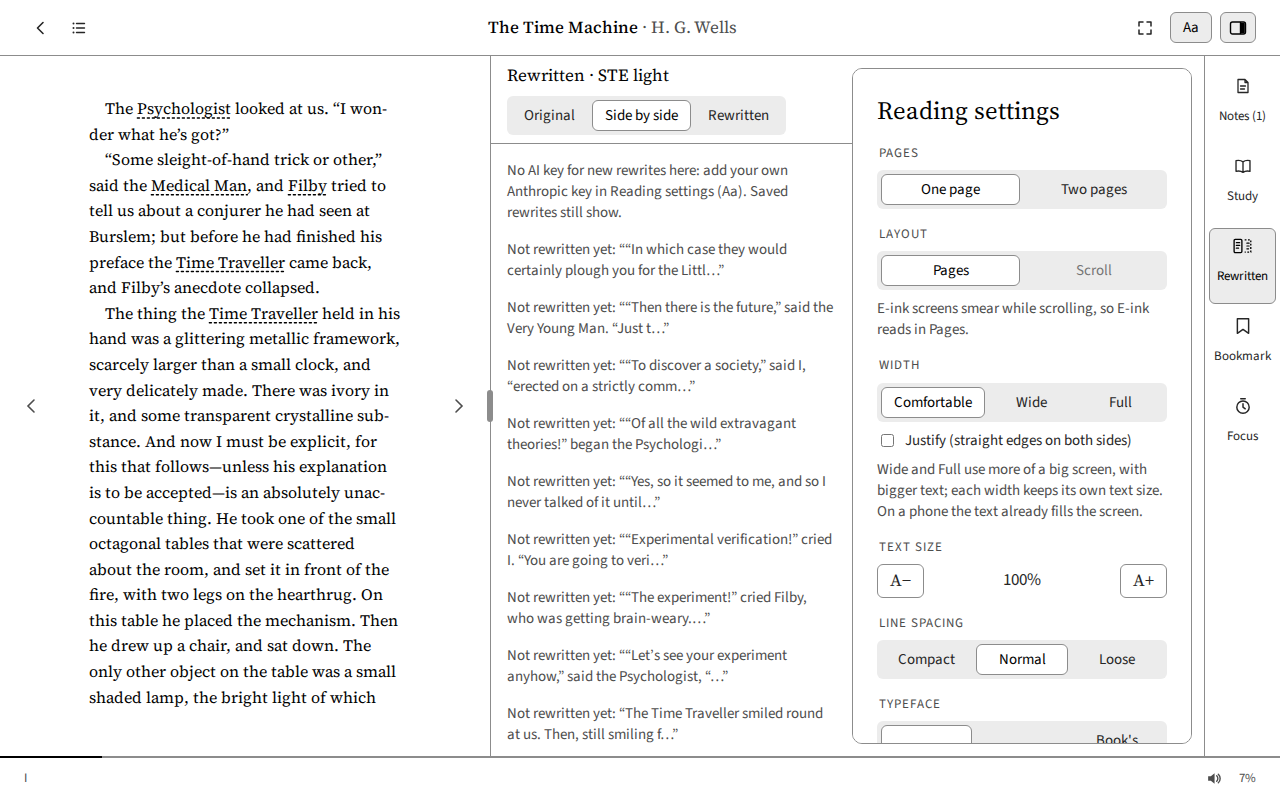 The Time Machine · H. G. Wells
Aa
The Psychologist looked at us. “I won-
der what he’s got?”
“Some sleight-of-hand trick or other,”
said the Medical Man, and Filby tried to
tell us about a conjurer he had seen at
Burslem; but before he had finished his
preface the Time Traveller came back,
and Filby’s anecdote collapsed.
The thing the Time Traveller held in his
hand was a glittering metallic framework,
scarcely larger than a small clock, and
very delicately made. There was ivory in
it, and some transparent crystalline sub-
stance. And now I must be explicit, for
this that follows—unless his explanation
is to be accepted—is an absolutely unac-
countable thing. He took one of the small
octagonal tables that were scattered
about the room, and set it in front of the
fire, with two legs on the hearthrug. On
this table he placed the mechanism. Then
he drew up a chair, and sat down. The
only other object on the table was a small
shaded lamp, the bright light of which
Rewritten · STE light
Original Side by side Rewritten
No AI key for new rewrites here: add your own
Anthropic key in Reading settings (Aa). Saved
rewrites still show.
Not rewritten yet: ““In which case they would
certainly plough you for the Littl…”
Not rewritten yet: ““Then there is the future,” said the
Very Young Man. “Just t…”
Not rewritten yet: ““To discover a society,” said I,
“erected on a strictly comm…”
Not rewritten yet: ““Of all the wild extravagant
theories!” began the Psychologi…”
Not rewritten yet: ““Yes, so it seemed to me, and so I
never talked of it until…”
Not rewritten yet: ““Experimental verification!” cried
I. “You are going to veri…”
Not rewritten yet: ““The experiment!” cried Filby,
who was getting brain-weary.…”
Not rewritten yet: ““Let’s see your experiment
anyhow,” said the Psychologist, “…”
Not rewritten yet: “The Time Traveller smiled round
at us. Then, still smiling f…”
Reading settings
PAGES
One page Two pages
LAYOUT
Pages Scroll
E-ink screens smear while scrolling, so E-ink
reads in Pages.
WIDTH
Comfortable Wide Full
Justify (straight edges on both sides)
Wide and Full use more of a big screen, with
bigger text; each width keeps its own text size.
On a phone the text already fills the screen.
TEXT SIZE
A− 100% A+
LINE SPACING
Compact Normal Loose
TYPEFACE
Book's
Notes (1)
Study
Rewritten
Bookmark
Focus
I
7%